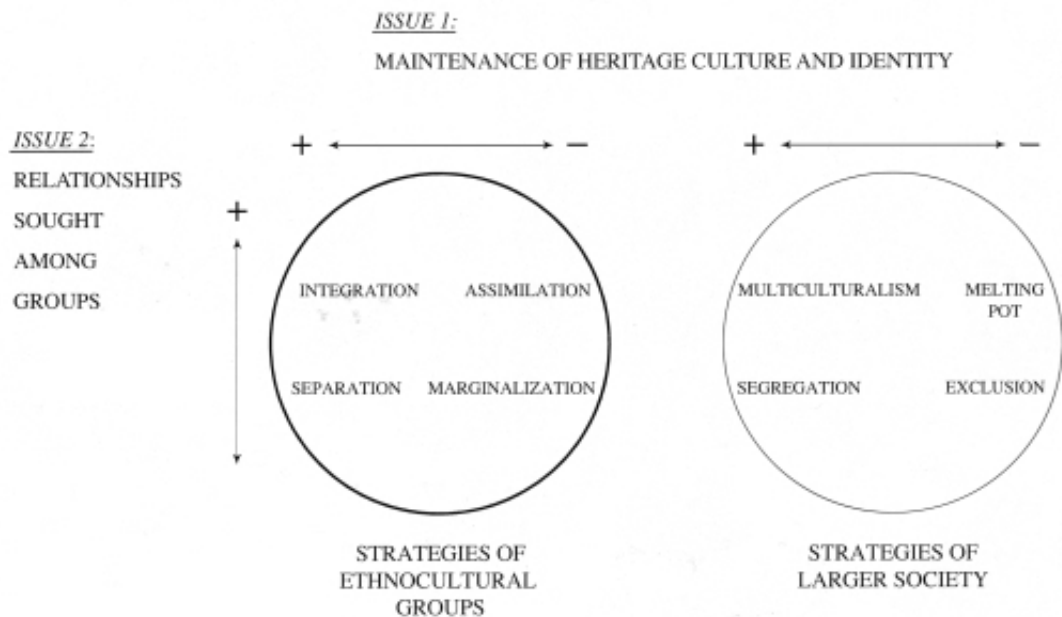 ISSUE 1:
MAINTENANCE OF HERITAGE CULTURE AND IDENTITY
ISSUE 2:
RELATIONSHIPS
SOUGHT
AMONG
GROUPS
+ −
+ −
+
INTEGRATION ASSIMILATION
SEPARATION MARGINALIZATION
MULTICULTURALISM MELTING
POT
SEGREGATION EXCLUSION
STRATEGIES OF
ETHNOCULTURAL
GROUPS
STRATEGIES OF
LARGER SOCIETY